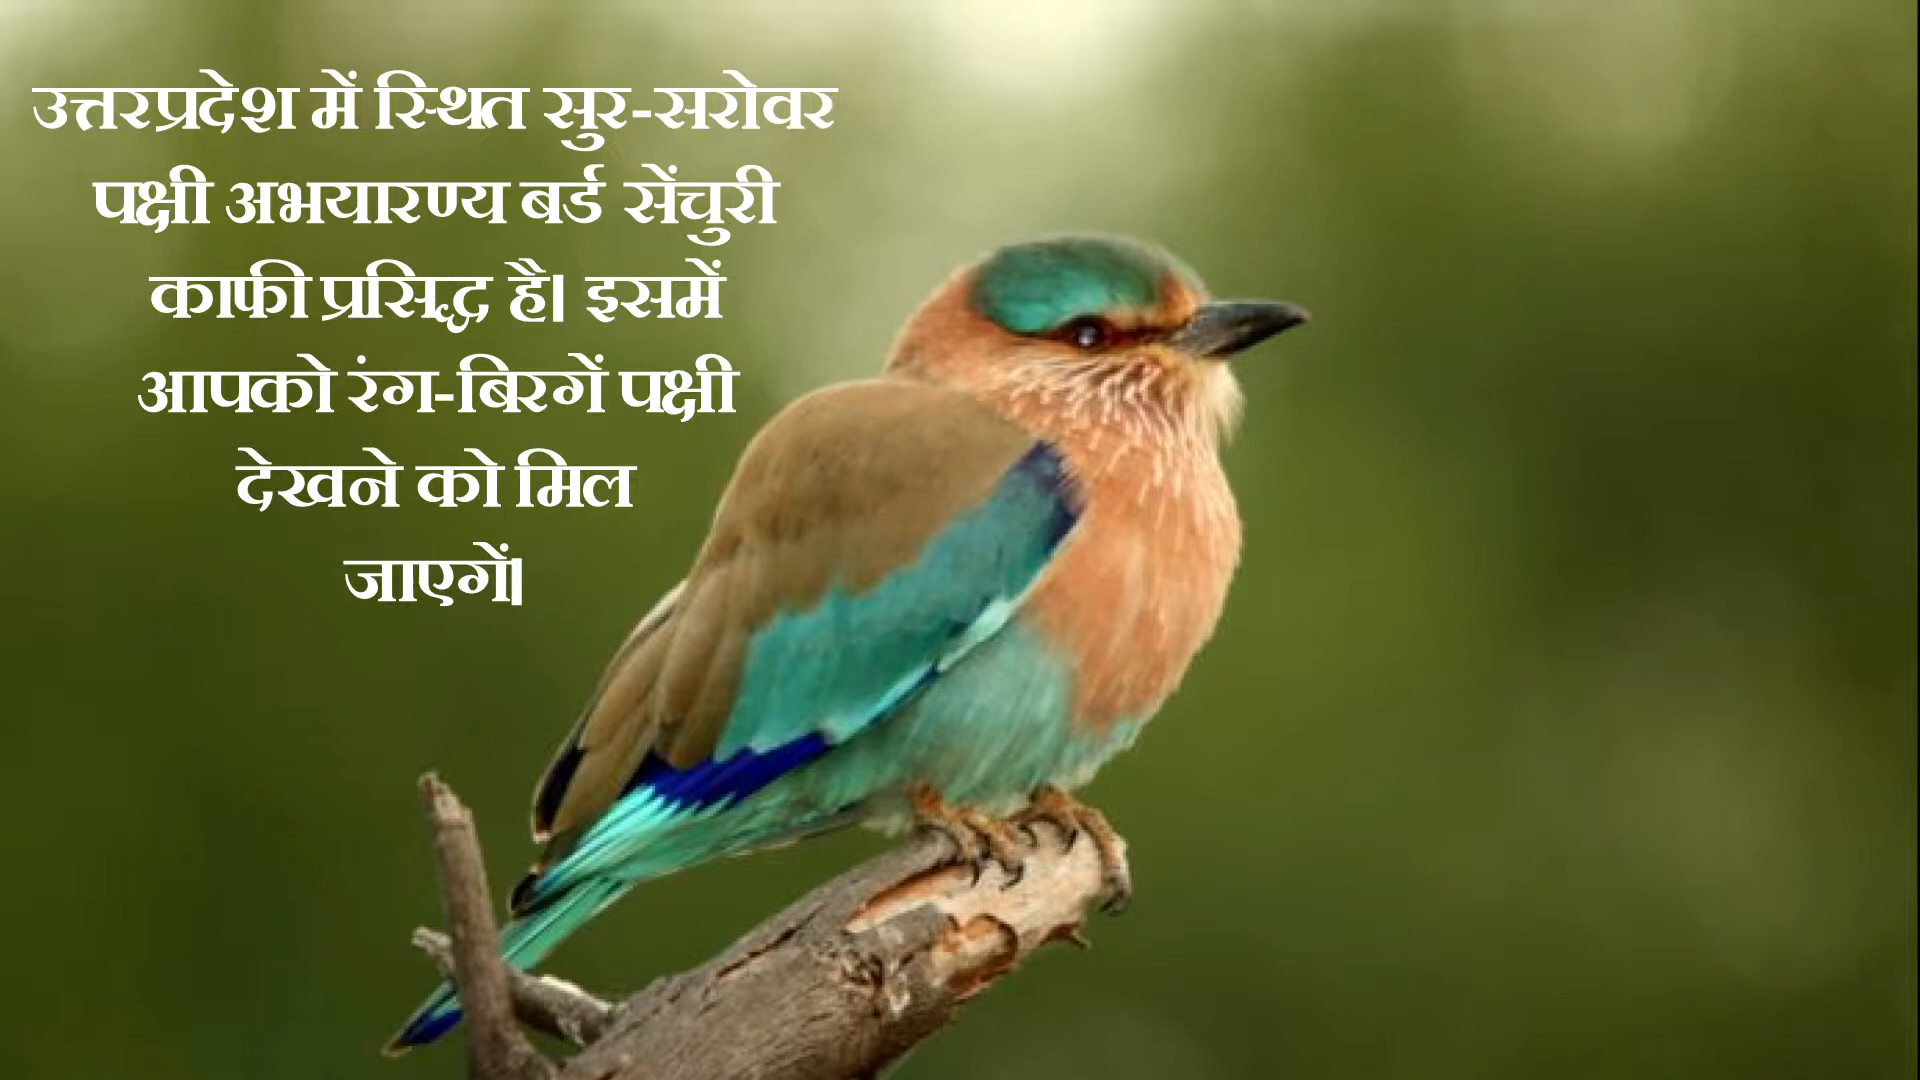 उत्तरप्रदेश में स्थित सुर-सरोवर
पक्षी अभयारण्य बर्ड सेंचुरी
काफी प्रसिद्ध है। इसमें
आपको रंग-बिरगें पक्षी
देखने को मिल
जाएगें।